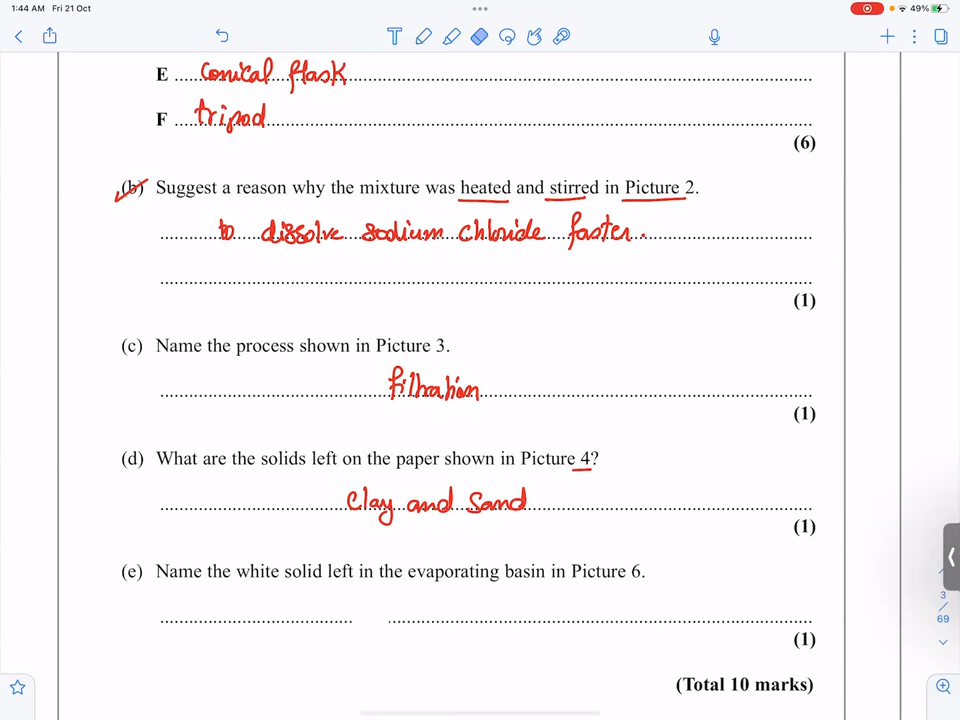 1:44 AM Fri 21 Oct
49%
E conical flask
F tripod
(6)
(b) Suggest a reason why the mixture was heated and stirred in Picture 2.
to dissolve sodium chloride faster.
(1)
(c) Name the process shown in Picture 3.
filtration
(1)
(d) What are the solids left on the paper shown in Picture 4?
Clay and Sand
(1)
(e) Name the white solid left in the evaporating basin in Picture 6.
(1)
(Total 10 marks)
3
/
69